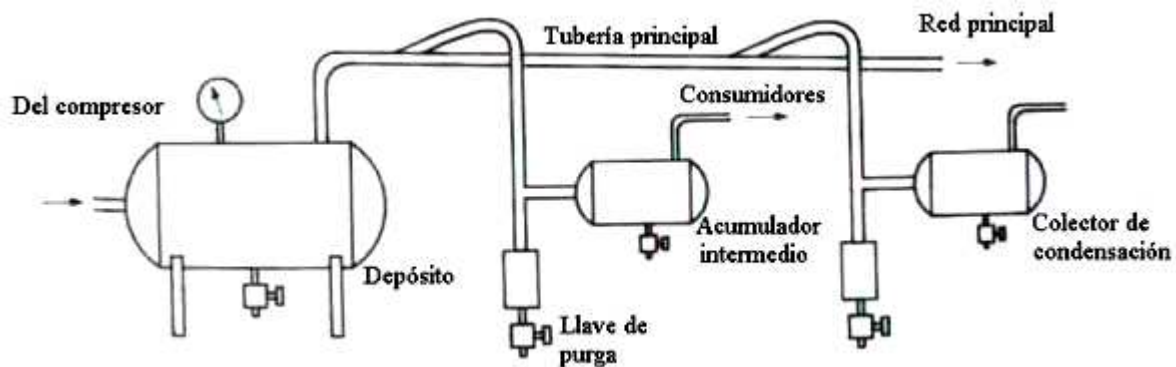 Tubería principal
Red principal
Del compresor
Consumidores
Acumulador
intermedio
Colector de
condensación
Depósito
Llave de
purga